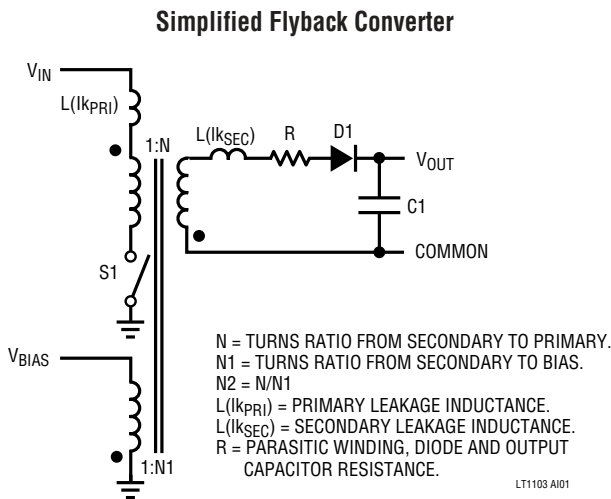 Simplified Flyback Converter
VIN
L(lkPRI)
1:N
L(lkSEC)
R
D1
VOUT
C1
COMMON
S1
VBIAS
1:N1
N = TURNS RATIO FROM SECONDARY TO PRIMARY.
N1 = TURNS RATIO FROM SECONDARY TO BIAS.
N2 = N/N1
L(lkPRI) = PRIMARY LEAKAGE INDUCTANCE.
L(lkSEC) = SECONDARY LEAKAGE INDUCTANCE.
R = PARASITIC WINDING, DIODE AND OUTPUT
CAPACITOR RESISTANCE.
LT1103 AI01